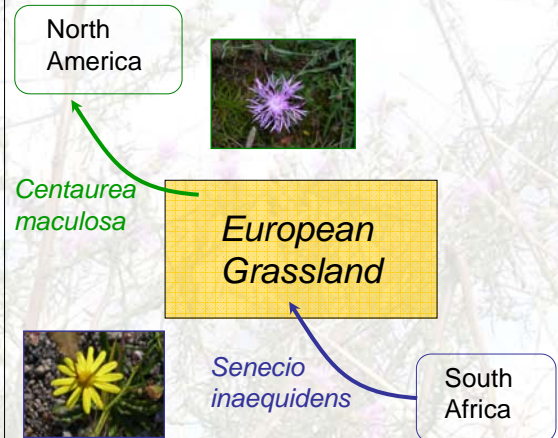 North
America
Centaurea
maculosa
European
Grassland
Senecio
inaequidens
South
Africa